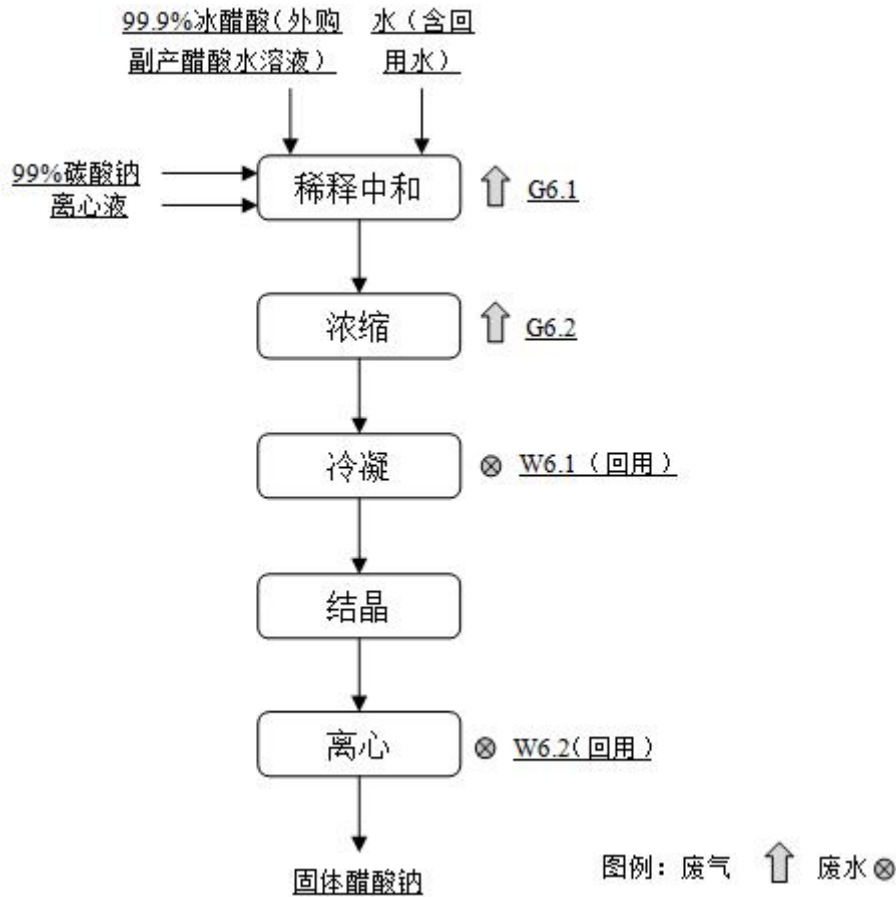 99.9%冰醋酸（外购
副产醋酸水溶液）
水（含回
用水）
99%碳酸钠
离心液
稀释中和
G6.1
浓缩
G6.2
冷凝
W6.1（回用）
结晶
离心
W6.2（回用）
固体醋酸钠
图例：废气
废水